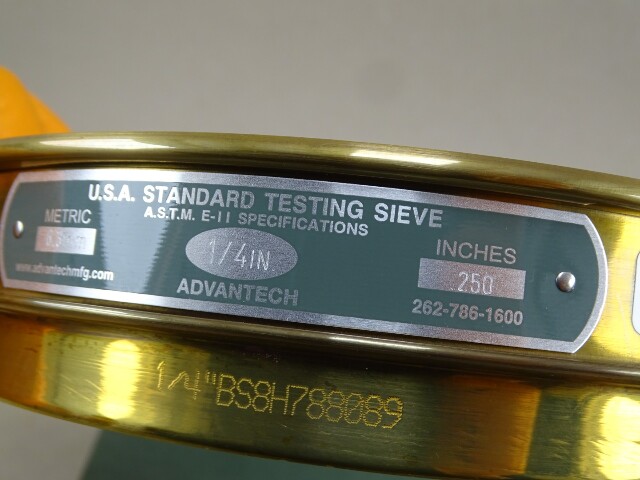 U.S.A. STANDARD TESTING SIEVE
A.S.T.M. E-11 SPECIFICATIONS
METRIC
www.advantechmfg.com
1/4IN
ADVANTECH
INCHES
.250
262-786-1600
1/4"BS8H788089